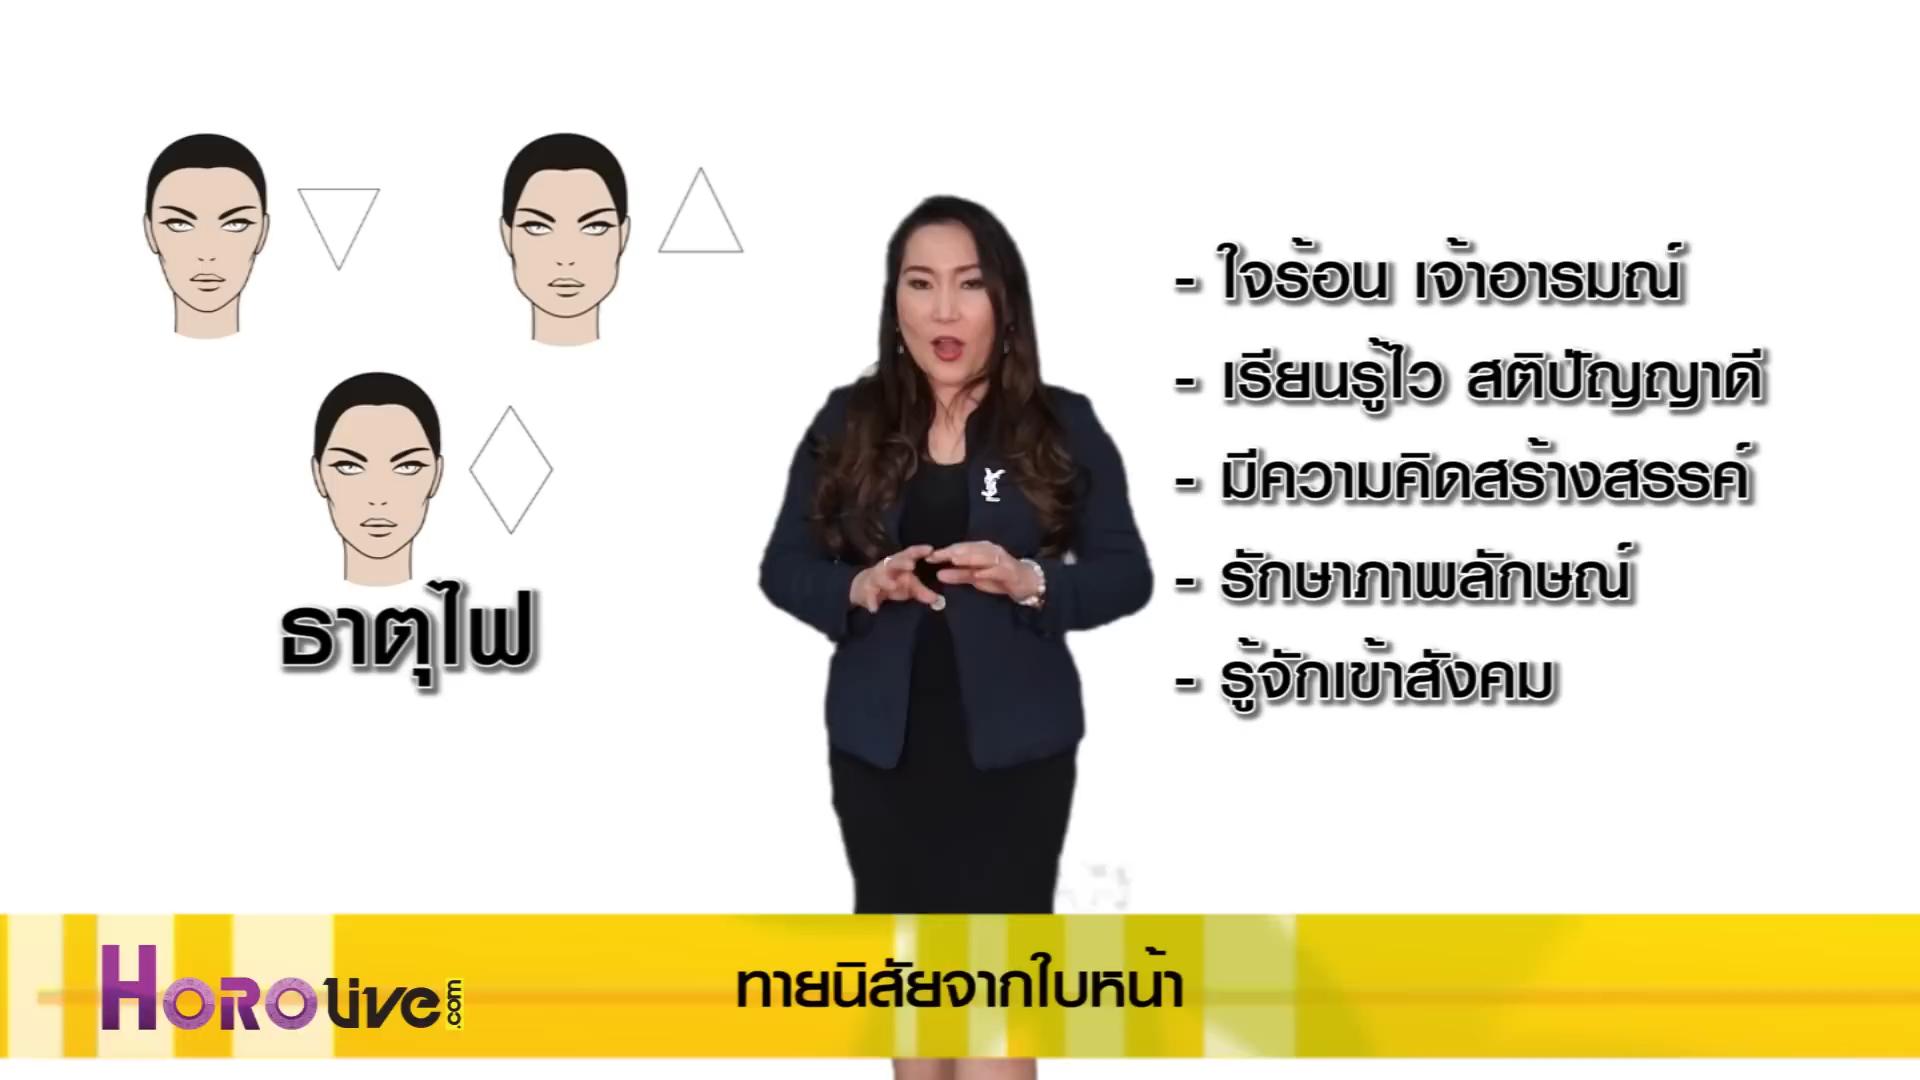 ธาตุไฟ
- ใจร้อน เจ้าอารมณ์
- เรียนรู้ไว สติปัญญาดี
- มีความคิดสร้างสรรค์
- รักษาภาพลักษณ์
- รู้จักเข้าสังคม
HOROlive.com
ทายนิสัยจากใบหน้า